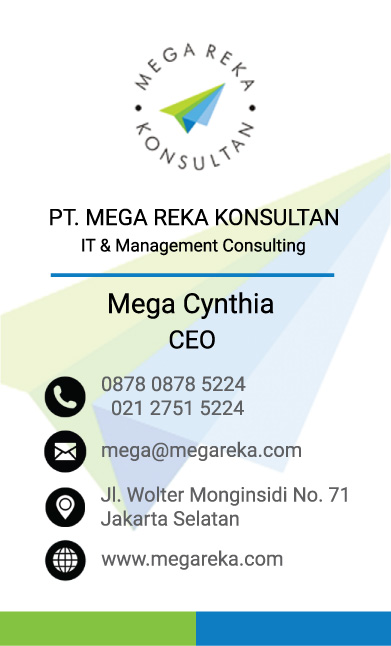 MEGA REKA
KONSULTAN
PT. MEGA REKA KONSULTAN
IT & Management Consulting
Mega Cynthia
CEO
0878 0878 5224
021 2751 5224
mega@megareka.com
Jl. Wolter Monginsidi No. 71
Jakarta Selatan
www.megareka.com